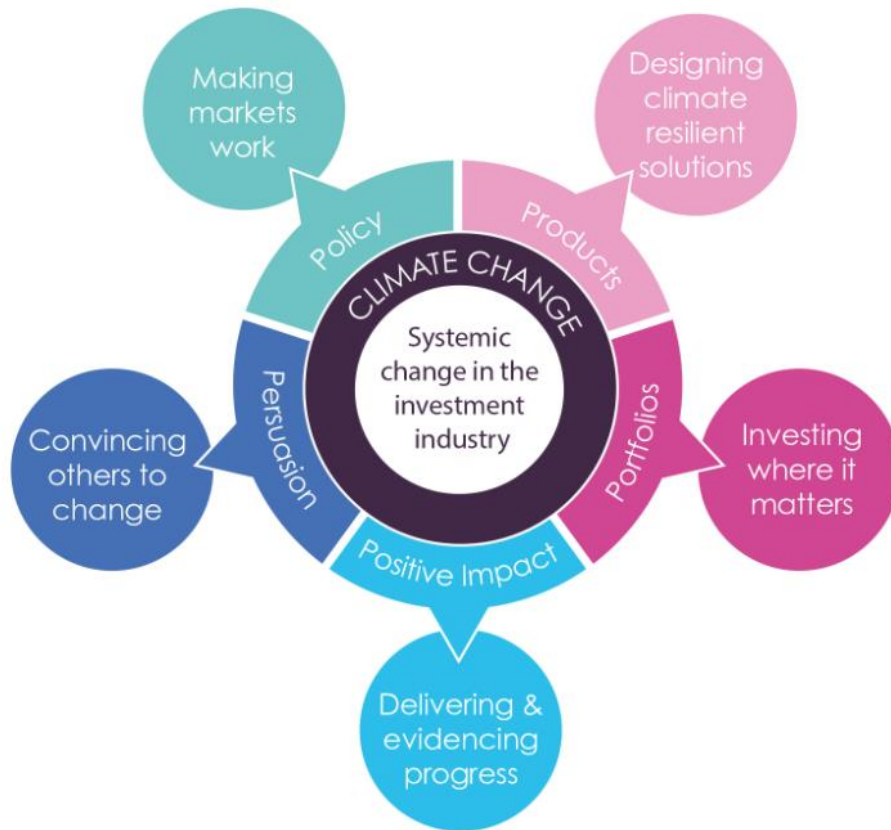 Making
markets
work
Designing
climate
resilient
solutions
Policy
Products
CLIMATE CHANGE
Systemic
change in the
investment
industry
Persuasion
Portfolios
Convincing
others to
change
Investing
where it
matters
Positive Impact
Delivering &
evidencing
progress